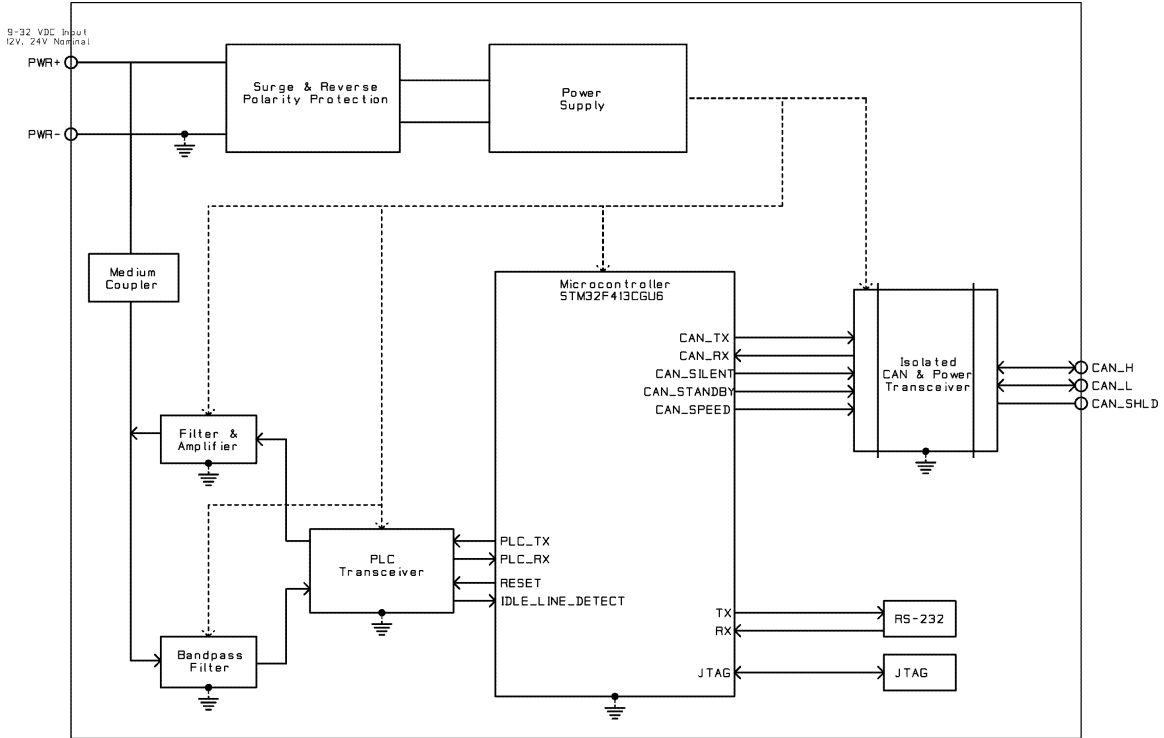 9-32 VDC Input
12V, 24V Nominal
PWR+
PWR-
Surge & Reverse
Polarity Protection
Power
Supply
Medium
Coupler
Microcontroller
STM32F413CGU6
CAN_TX
CAN_RX
CAN_SILENT
CAN_STANDBY
CAN_SPEED
Isolated
CAN & Power
Transceiver
CAN_H
CAN_L
CAN_SHLD
Filter &
Amplifier
PLC
Transceiver
PLC_TX
PLC_RX
RESET
IDLE_LINE_DETECT
Bandpass
Filter
TX
RX
RS-232
JTAG
JTAG